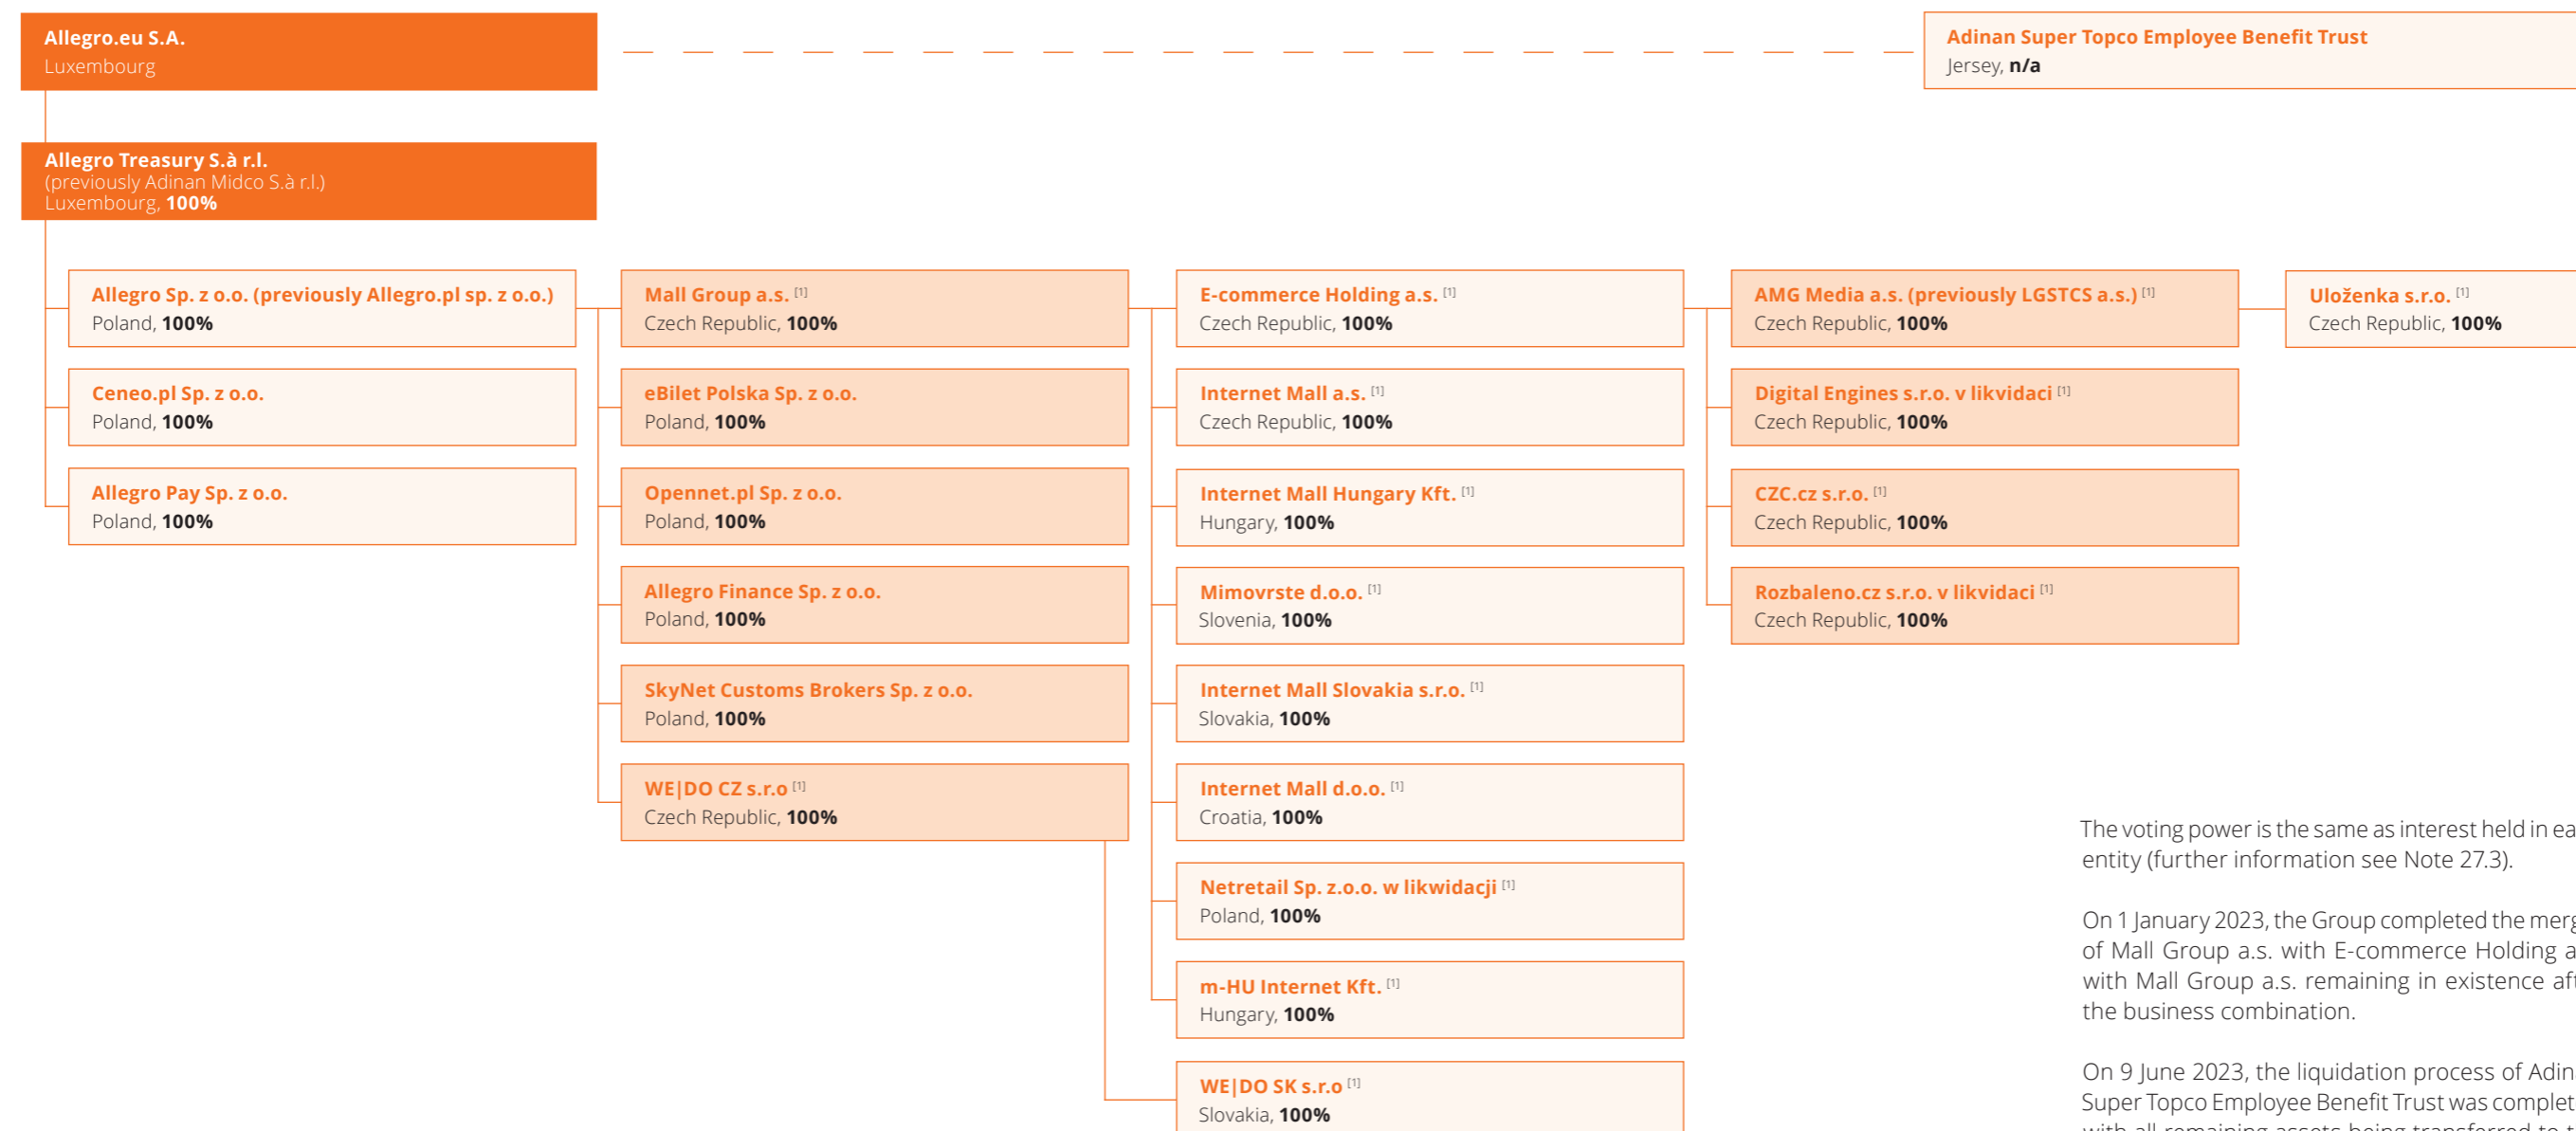 Allegro.eu S.A.
Luxembourg
Adinan Super Topco Employee Benefit Trust
Jersey, n/a
Allegro Treasury S.à r.l.
(previously Adinan Midco S.à r.l.)
Luxembourg, 100%
Allegro Sp. z o.o. (previously Allegro.pl sp. z o.o.)
Poland, 100%
Ceneo.pl Sp. z o.o.
Poland, 100%
Allegro Pay Sp. z o.o.
Poland, 100%
Mall Group a.s. [1]
Czech Republic, 100%
eBilet Polska Sp. z o.o.
Poland, 100%
Opennet.pl Sp. z o.o.
Poland, 100%
Allegro Finance Sp. z o.o.
Poland, 100%
SkyNet Customs Brokers Sp. z o.o.
Poland, 100%
WE|DO CZ s.r.o [1]
Czech Republic, 100%
E-commerce Holding a.s. [1]
Czech Republic, 100%
Internet Mall a.s. [1]
Czech Republic, 100%
Internet Mall Hungary Kft. [1]
Hungary, 100%
Mimovrste d.o.o. [1]
Slovenia, 100%
Internet Mall Slovakia s.r.o. [1]
Slovakia, 100%
Internet Mall d.o.o. [1]
Croatia, 100%
Netretail Sp. z.o.o. w likwidacji [1]
Poland, 100%
m-HU Internet Kft. [1]
Hungary, 100%
WE|DO SK s.r.o [1]
Slovakia, 100%
AMG Media a.s. (previously LGSTCS a.s.) [1]
Czech Republic, 100%
Digital Engines s.r.o. v likvidaci [1]
Czech Republic, 100%
CZC.cz s.r.o. [1]
Czech Republic, 100%
Rozbaleno.cz s.r.o. v likvidaci [1]
Czech Republic, 100%
Uloženka s.r.o. [1]
Czech Republic, 100%
The voting power is the same as interest held in ea
entity (further information see Note 27.3).
On 1 January 2023, the Group completed the merg
of Mall Group a.s. with E-commerce Holding a
with Mall Group a.s. remaining in existence aft
the business combination.
On 9 June 2023, the liquidation process of Adin
Super Topco Employee Benefit Trust was complet
with all remaining assets being transferred to t